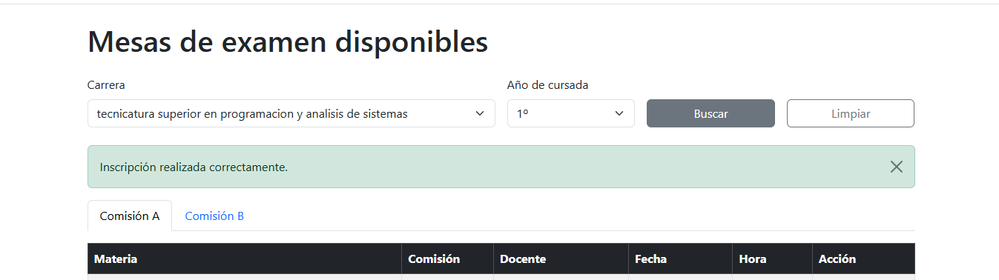 Mesas de examen disponibles
Carrera Año de cursada
tecnicatura superior en programacion y analisis de sistemas 1º Buscar Limpiar
Inscripción realizada correctamente.
Comisión A Comisión B
Materia Comisión Docente Fecha Hora Acción